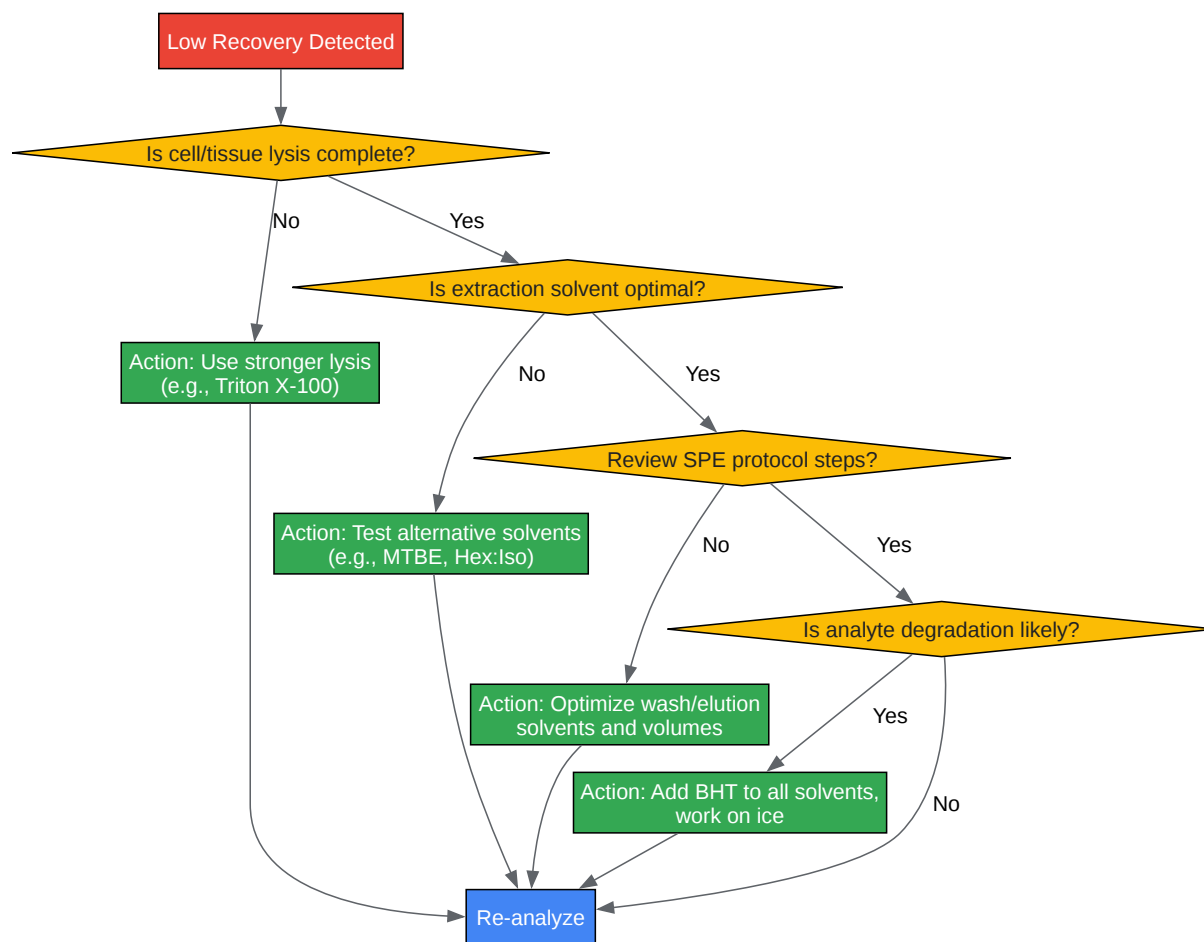 Low Recovery Detected
Is cell/tissue lysis complete?
No
Yes
Is extraction solvent optimal?
Action: Use stronger lysis
(e.g., Triton X-100)
No
Yes
Review SPE protocol steps?
Action: Test alternative solvents
(e.g., MTBE, Hex:Iso)
No
Yes
Is analyte degradation likely?
Action: Optimize wash/elution
solvents and volumes
Yes
Action: Add BHT to all solvents,
work on ice
No
Re-analyze